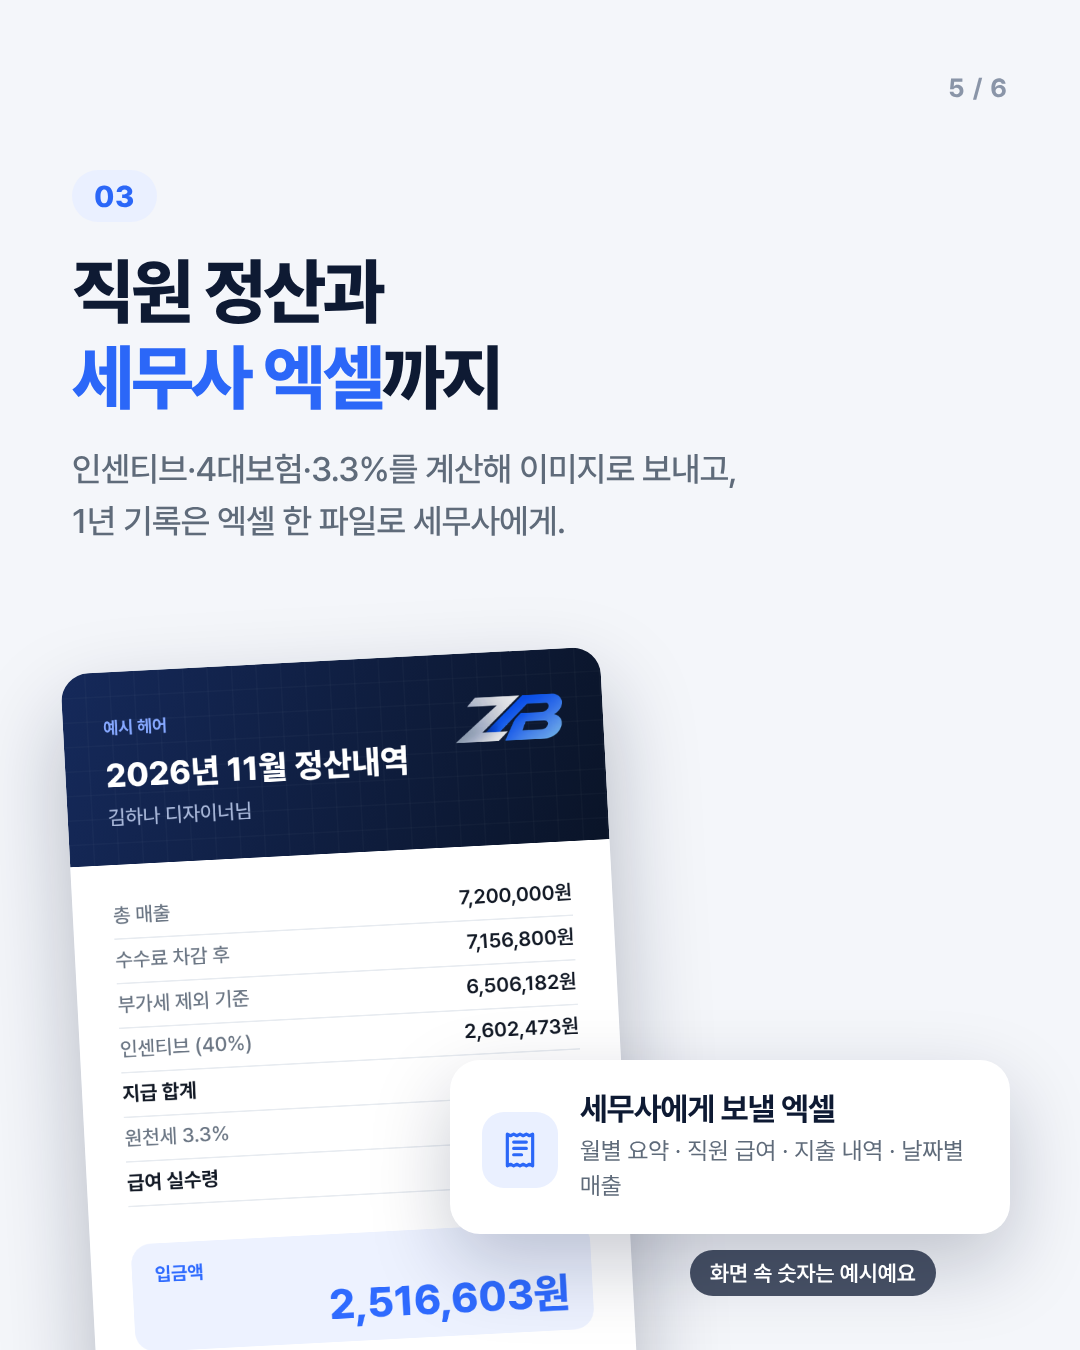 5 / 6
03
직원 정산과
세무사 엑셀까지
인센티브·4대보험·3.3%를 계산해 이미지로 보내고,
1년 기록은 엑셀 한 파일로 세무사에게.
예시 헤어
ZB
2026년 11월 정산내역
김하나 디자이너님
총 매출 7,200,000원
수수료 차감 후 7,156,800원
부가세 제외 기준 6,506,182원
인센티브 (40%) 2,602,473원
지급 합계
원천세 3.3%
급여 실수령
세무사에게 보낼 엑셀
월별 요약 · 직원 급여 · 지출 내역 · 날짜별
매출
입금액
2,516,603원
화면 속 숫자는 예시예요